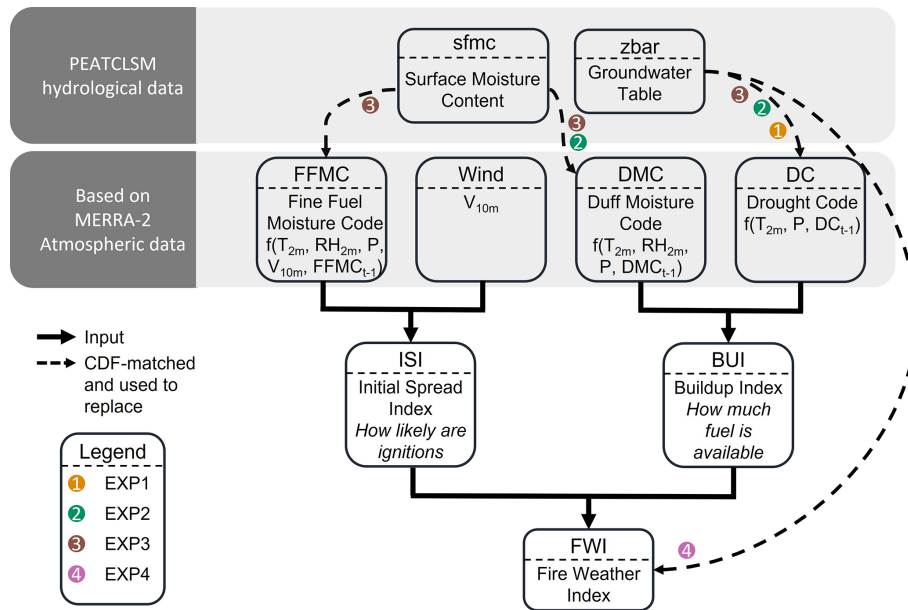 PEATCLSM
hydrological data
sfmc
Surface Moisture
Content
zbar
Groundwater
Table
3
3
2
3
2
1
Based on
MERRA-2
Atmospheric data
FFMC
Fine Fuel
Moisture Code
f(T2m, RH2m, P,
V10m, FFMCt-1)
Wind
V10m
DMC
Duff Moisture
Code
f(T2m, RH2m,
P, DMCt-1)
DC
Drought Code
f(T2m, P, DCt-1)
Input
CDF-matched
and used to
replace
ISI
Initial Spread
Index
How likely are
ignitions
BUI
Buildup Index
How much
fuel is
available
Legend
1 EXP1
2 EXP2
3 EXP3
4 EXP4
4
FWI
Fire Weather
Index